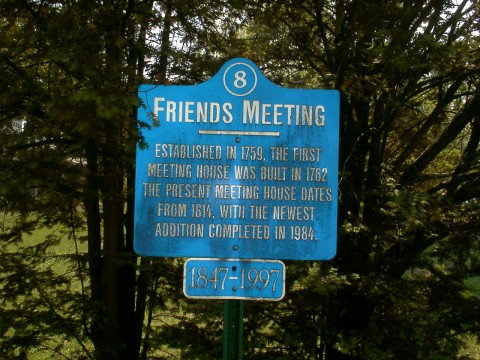 8
FRIENDS MEETING
ESTABLISHED IN 1759, THE FIRST
MEETING HOUSE WAS BUILT IN 1762
THE PRESENT MEETING HOUSE DATES
FROM 1814, WITH THE NEWEST
ADDITION COMPLETED IN 1984.
1847-1997